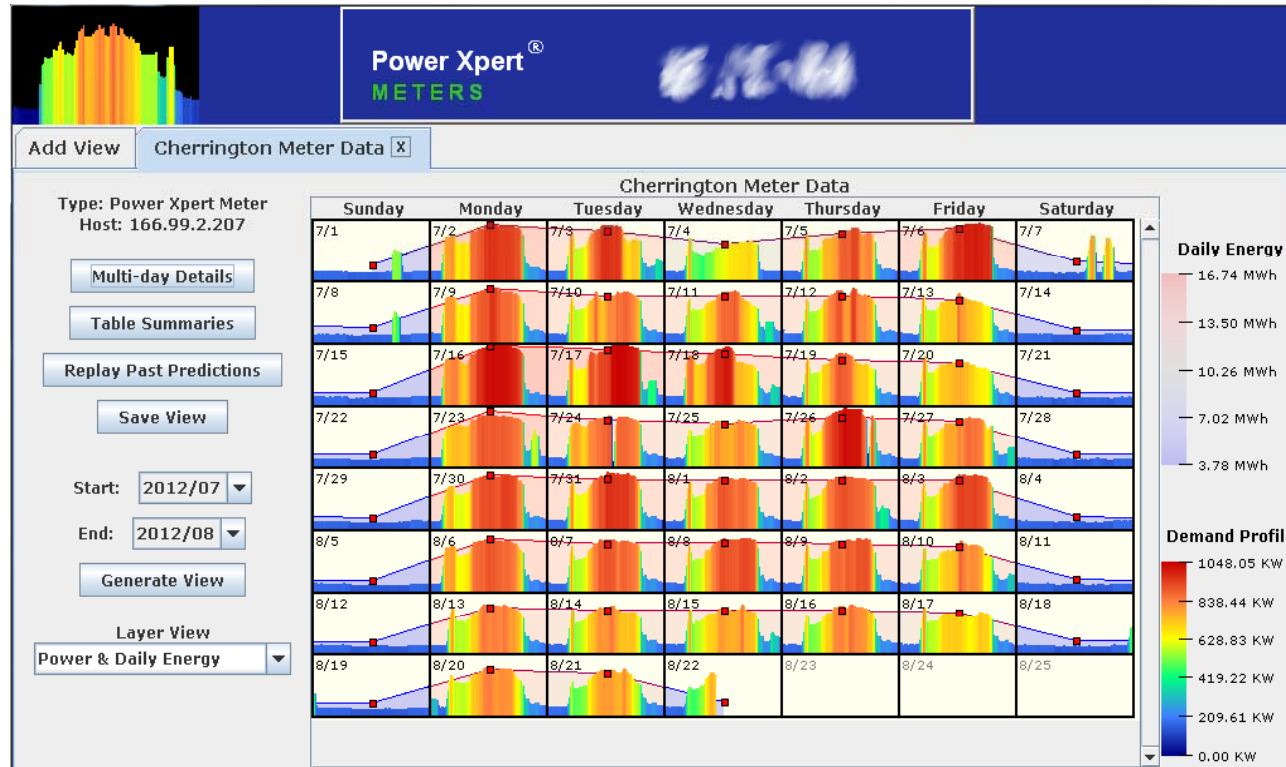 Power Xpert®
METERS
Add View
Cherrington Meter Data X
Type: Power Xpert Meter
Host: 166.99.2.207
Multi-day Details
Table Summaries
Replay Past Predictions
Save View
Start: 2012/07
End: 2012/08
Generate View
Layer View
Power & Daily Energy
Cherrington Meter Data
Sunday Monday Tuesday Wednesday Thursday Friday Saturday
7/1 7/2 7/3 7/4 7/5 7/6 7/7
7/8 7/9 7/10 7/11 7/12 7/13 7/14
7/15 7/16 7/17 7/18 7/19 7/20 7/21
7/22 7/23 7/24 7/25 7/26 7/27 7/28
7/29 7/30 7/31 8/1 8/2 8/3 8/4
8/5 8/6 8/7 8/8 8/9 8/10 8/11
8/12 8/13 8/14 8/15 8/16 8/17 8/18
8/19 8/20 8/21 8/22 8/23 8/24 8/25
Daily Energy
16.74 MWh
13.50 MWh
10.26 MWh
7.02 MWh
3.78 MWh
Demand Profil
1048.05 KW
838.44 KW
628.83 KW
419.22 KW
209.61 KW
0.00 KW